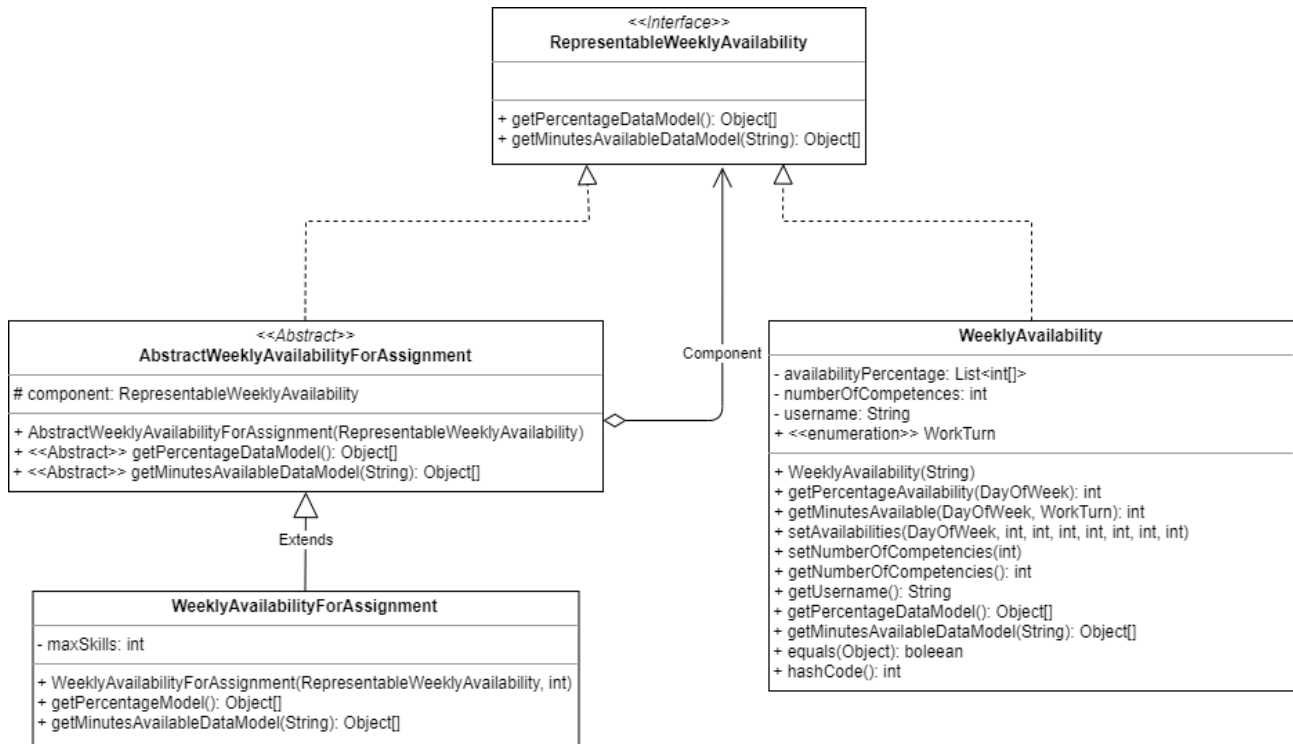 <<Interface>>
RepresentableWeeklyAvailability
+ getPercentageDataModel(): Object[]
+ getMinutesAvailableDataModel(String): Object[]
<<Abstract>>
AbstractWeeklyAvailabilityForAssignment
# component: RepresentableWeeklyAvailability
+ AbstractWeeklyAvailabilityForAssignment(RepresentableWeeklyAvailability)
+ <<Abstract>> getPercentageDataModel(): Object[]
+ <<Abstract>> getMinutesAvailableDataModel(String): Object[]
Component
WeeklyAvailability
- availabilityPercentage: List<int[]>
- numberOfCompetences: int
- username: String
+ <<enumeration>> WorkTurn
+ WeeklyAvailability(String)
+ getPercentageAvailability(DayOfWeek): int
+ getMinutesAvailable(DayOfWeek, WorkTurn): int
+ setAvailabilities(DayOfWeek, int, int, int, int, int, int, int)
+ setNumberOfCompetencies(int)
+ getNumberOfCompetencies(): int
+ getUsername(): String
+ getPercentageDataModel(): Object[]
+ getMinutesAvailableDataModel(String): Object[]
+ equals(Object): boleean
+ hashCode(): int
Extends
WeeklyAvailabilityForAssignment
- maxSkills: int
+ WeeklyAvailabilityForAssignment(RepresentableWeeklyAvailability, int)
+ getPercentageModel(): Object[]
+ getMinutesAvailableDataModel(String): Object[]